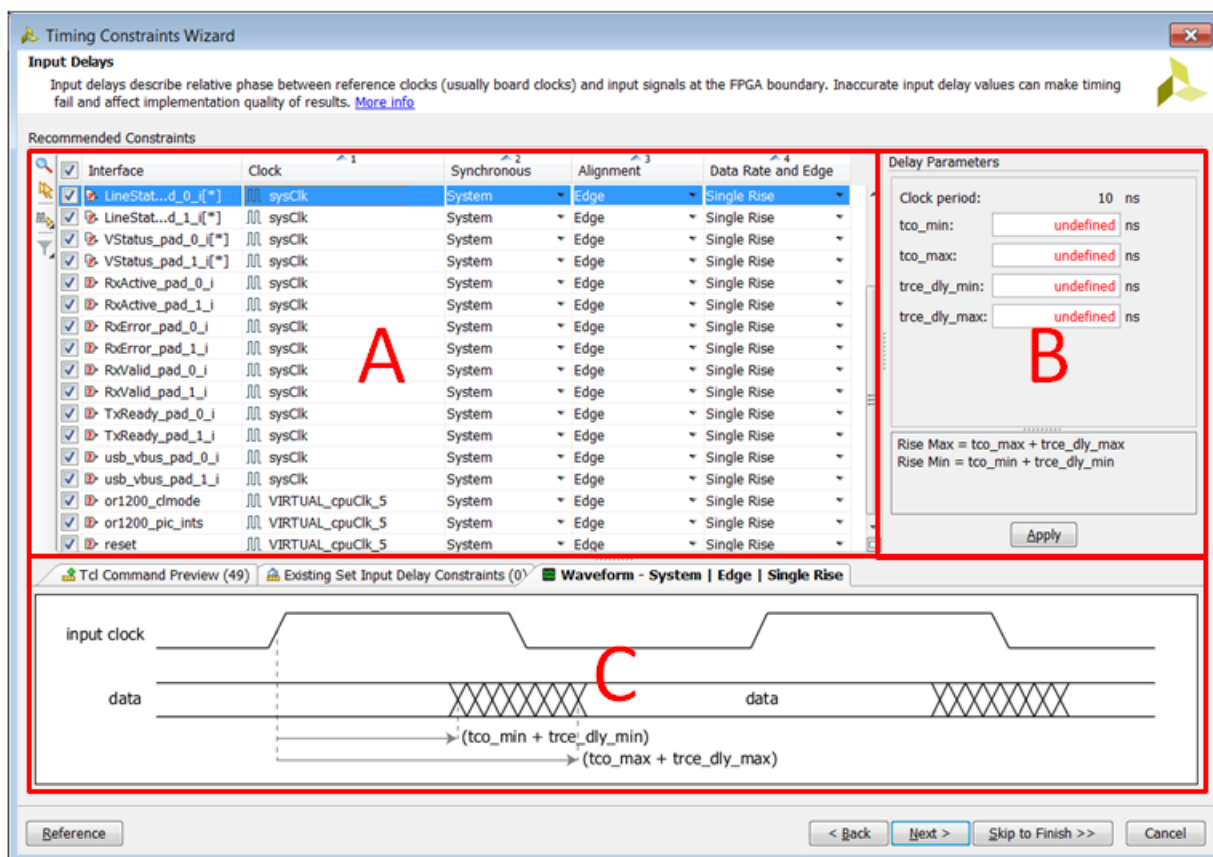 Timing Constraints Wizard
Input Delays
Input delays describe relative phase between reference clocks (usually board clocks) and input signals at the FPGA boundary. Inaccurate input delay values can make timing
fail and affect implementation quality of results. More info
Recommended Constraints
Interface Clock 1 Synchronous 2 Alignment 3 Data Rate and Edge 4
LineStat...d_0_i[*] sysClk System Edge Single Rise
LineStat...d_1_i[*] sysClk System Edge Single Rise
VStatus_pad_0_i[*] sysClk System Edge Single Rise
VStatus_pad_1_i[*] sysClk System Edge Single Rise
RxActive_pad_0_i sysClk System Edge Single Rise
RxActive_pad_1_i sysClk System Edge Single Rise
RxError_pad_0_i sysClk System Edge Single Rise
RxError_pad_1_i sysClk System Edge Single Rise
RxValid_pad_0_i sysClk System Edge Single Rise
RxValid_pad_1_i sysClk System Edge Single Rise
TxReady_pad_0_i sysClk System Edge Single Rise
TxReady_pad_1_i sysClk System Edge Single Rise
usb_vbus_pad_0_i sysClk System Edge Single Rise
usb_vbus_pad_1_i sysClk System Edge Single Rise
or1200_clmode VIRTUAL_cpuClk_5 System Edge Single Rise
or1200_pic_ints VIRTUAL_cpuClk_5 System Edge Single Rise
reset VIRTUAL_cpuClk_5 System Edge Single Rise
A
Delay Parameters
Clock period: 10 ns
tco_min: undefined ns
tco_max: undefined ns
trce_dly_min: undefined ns
trce_dly_max: undefined ns
B
Rise Max = tco_max + trce_dly_max
Rise Min = tco_min + trce_dly_min
Apply
Tcl Command Preview (49) Existing Set Input Delay Constraints (0) Waveform - System | Edge | Single Rise
input clock
C
data data
(tco_min + trce_dly_min)
(tco_max + trce_dly_max)
Reference < Back Next > Skip to Finish >> Cancel